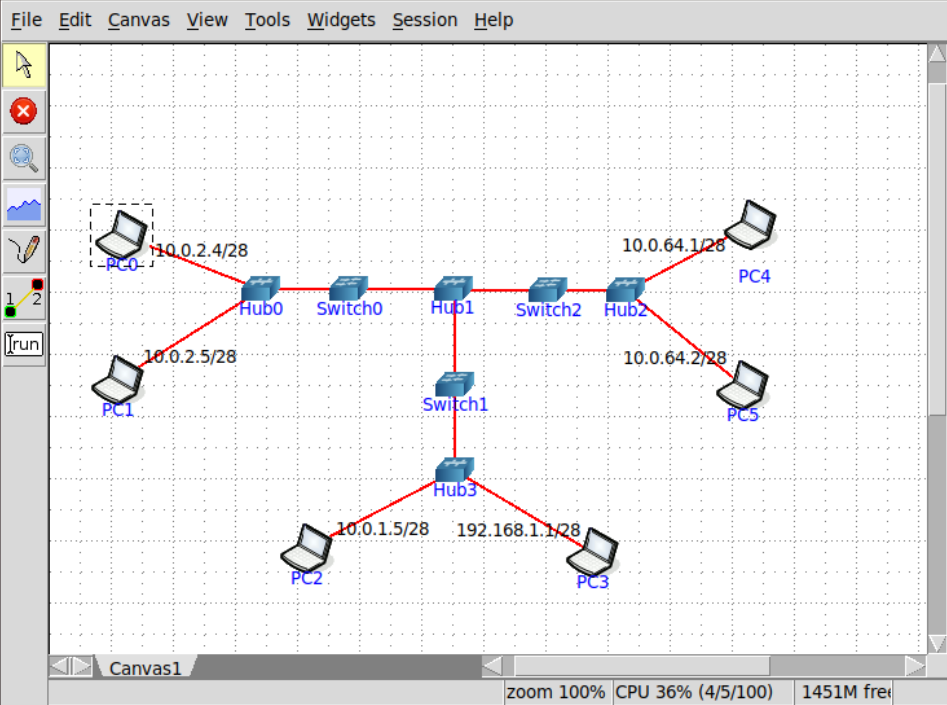 File Edit Canvas View Tools Widgets Session Help
10.0.2.4/28
PC0
10.0.64.1/28
PC4
Hub0
Switch0
Hub1
Switch2
Hub2
10.0.2.5/28
PC1
10.0.64.2/28
PC5
Switch1
Hub3
10.0.1.5/28
192.168.1.1/28
PC2
PC3
1 2
run
Canvas1
zoom 100% CPU 36% (4/5/100) 1451M free